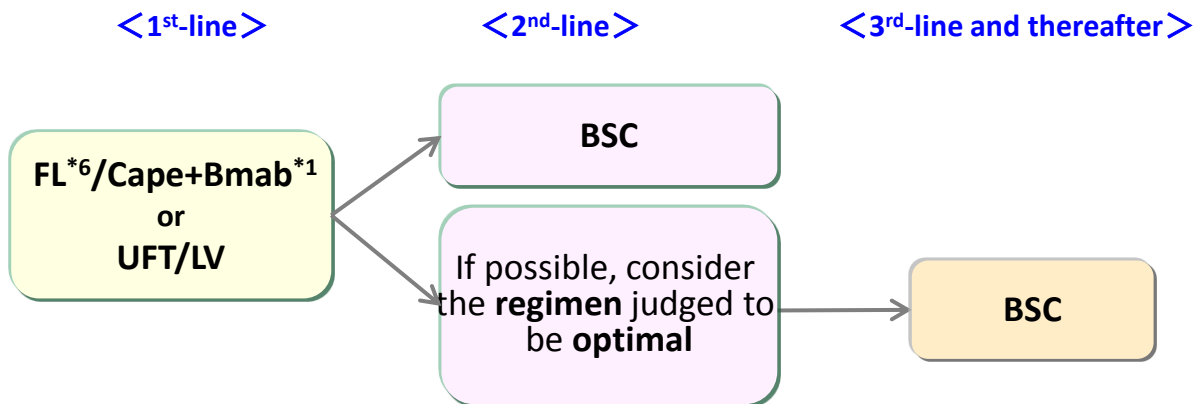 <1st-line>
<2nd-line>
<3rd-line and thereafter>
FL*6/Cape+Bmab*1
or
UFT/LV
BSC
If possible, consider
the regimen judged to
be optimal
BSC